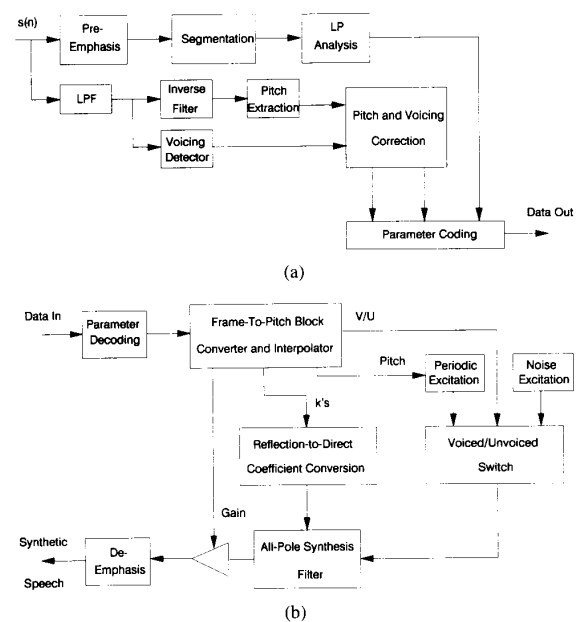 s(n)
Pre-
Emphasis
Segmentation
LP
Analysis
LPF
Inverse
Filter
Pitch
Extraction
Pitch and Voicing
Correction
Voicing
Detector
Data Out
Parameter Coding
(a)
Data In
Parameter
Decoding
Frame-To-Pitch Block
Converter and Interpolator
V/U
Pitch
Periodic
Excitation
Noise
Excitation
k's
Reflection-to-Direct
Coefficient Conversion
Voiced/Unvoiced
Switch
Gain
Synthetic
Speech
De-
Emphasis
All-Pole Synthesis
Filter
(b)